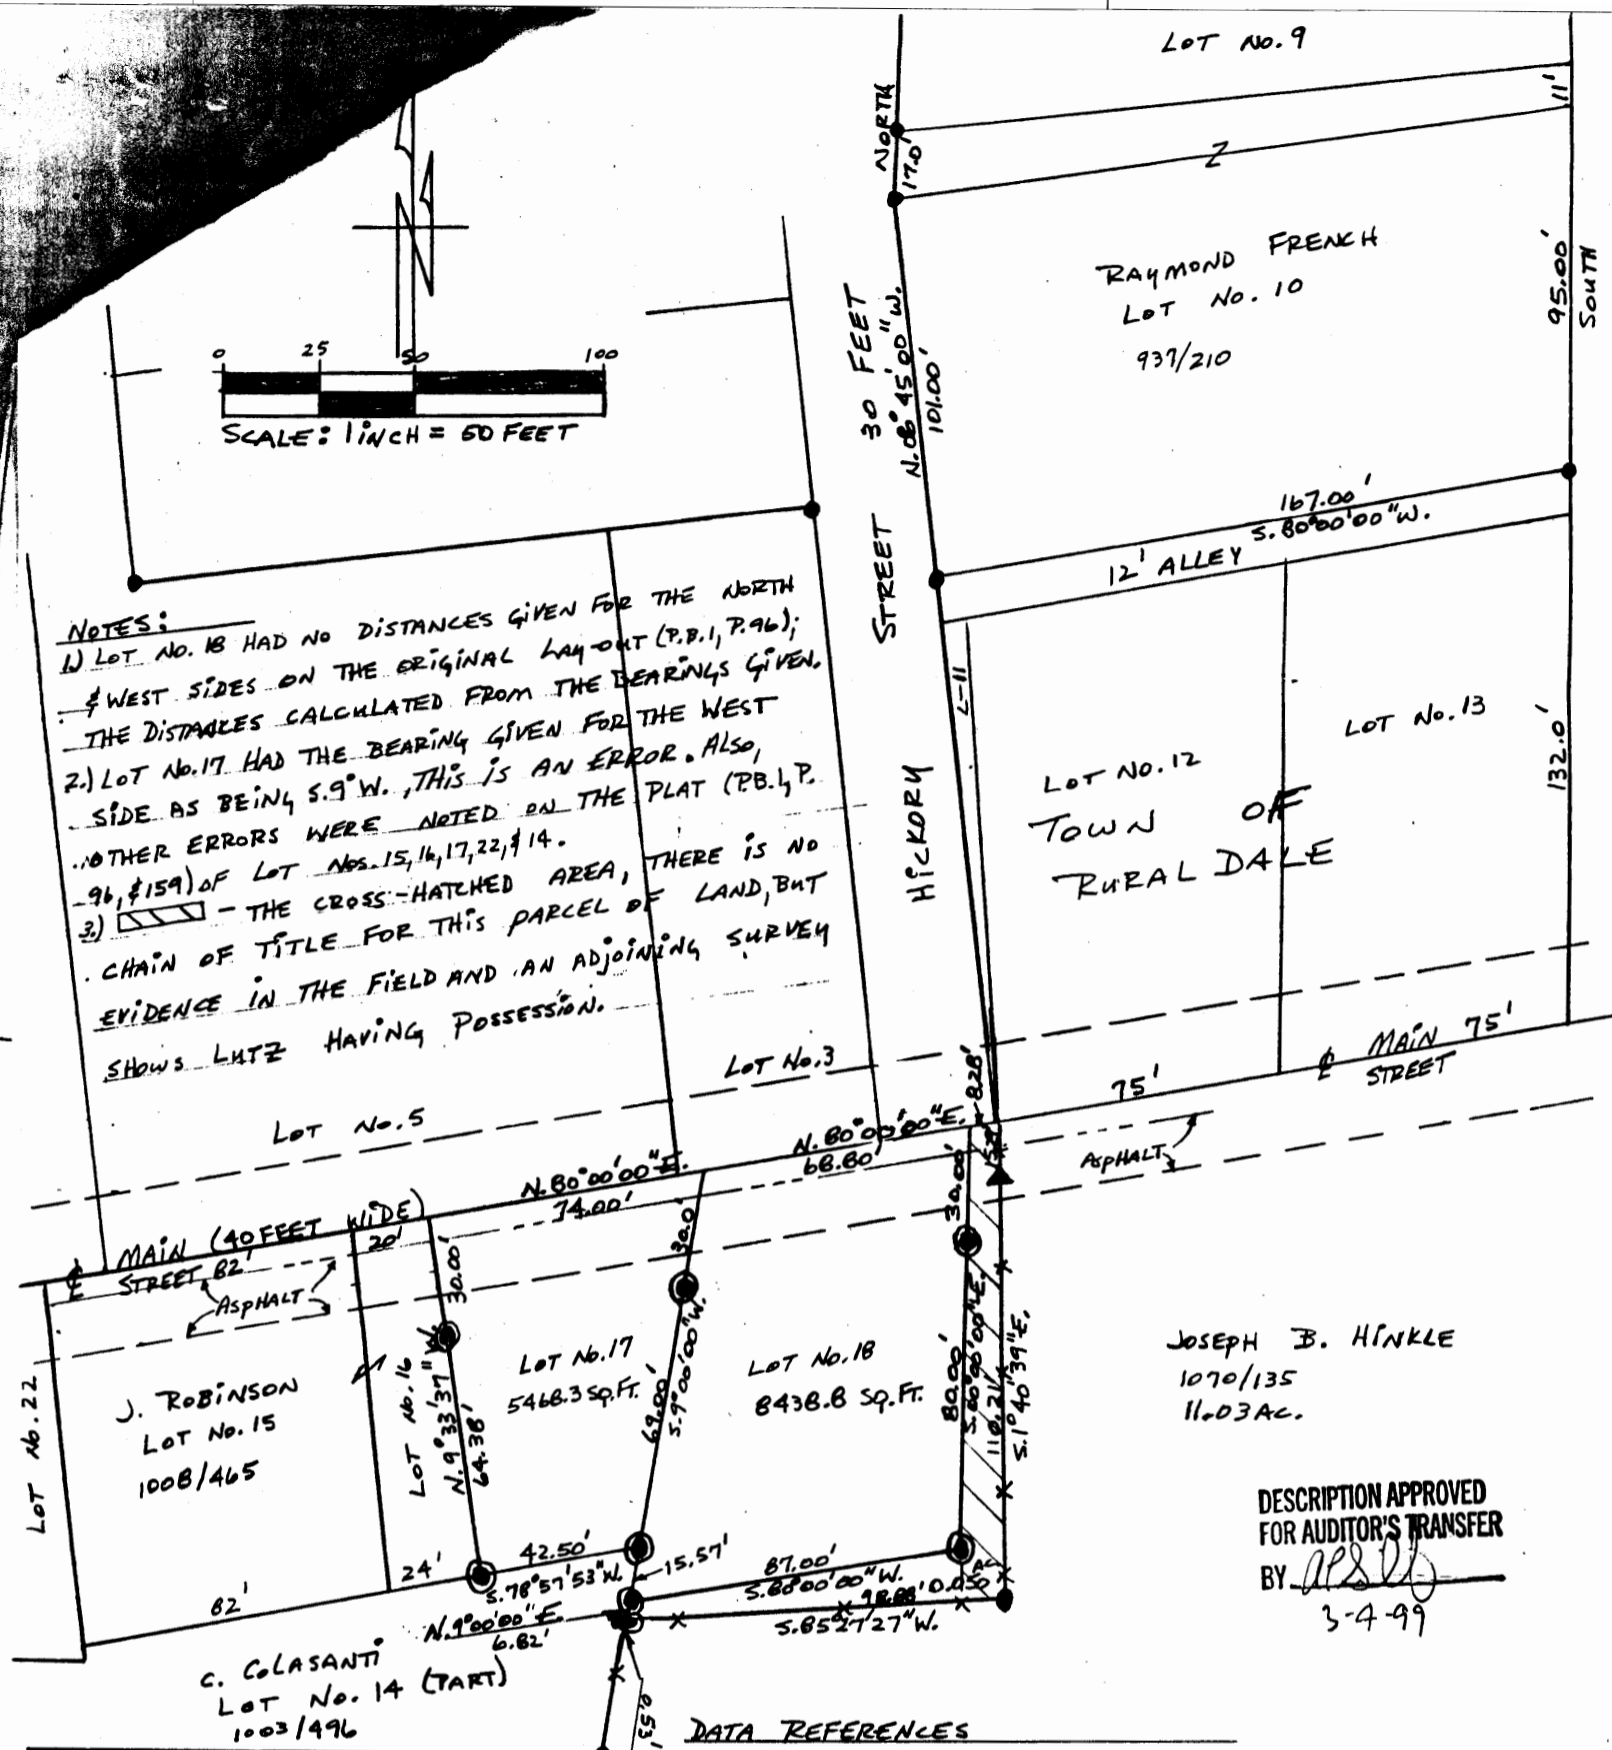 LOT NO. 9
11'
NORTH
17.0'
Z
RAYMOND FRENCH
LOT NO. 10
937/210
95.00'
SOUTH
0 25 50 100
SCALE: 1 INCH = 50 FEET
30 FEET
N.06°45'00"W.
101.00'
167.00'
S.80°00'00"W.
12' ALLEY
STREET
HICKORY
L-11
NOTES:
1.) LOT NO. 18 HAD NO DISTANCES GIVEN FOR THE NORTH
& WEST SIDES ON THE ORIGINAL LAY-OUT (P.B.1, P.96);
THE DISTANCES CALCULATED FROM THE BEARINGS GIVEN.
2.) LOT NO.17 HAD THE BEARING GIVEN FOR THE WEST
SIDE AS BEING S.9°W., THIS IS AN ERROR. ALSO,
OTHER ERRORS WERE NOTED ON THE PLAT (P.B.1, P.
96, & 159) OF LOT NOS. 15, 16, 17, 22, & 14.
3.) - THE CROSS-HATCHED AREA, THERE IS NO
CHAIN OF TITLE FOR THIS PARCEL OF LAND, BUT
EVIDENCE IN THE FIELD AND AN ADJOINING SURVEY
SHOWS LUTZ HAVING POSSESSION.
LOT NO. 12
LOT NO. 13
TOWN OF
RURAL DALE
132.0'
LOT NO. 3
LOT NO. 5
8.28'
75'
℄ MAIN 75'
STREET
ASPHALT
N.80°00'00"E.
68.80'
N.80°00'00"E.
74.00'
℄ MAIN (40 FEET WIDE)
STREET 82'
20'
ASPHALT
30.00'
30.0'
30.00'
J. ROBINSON
LOT NO. 15
1008/465
LOT NO. 22
LOT NO. 16
N.9°33'37"W.
64.38'
LOT NO. 17
5468.3 SQ.FT.
69.00'
S.9°00'00"W.
LOT NO. 18
8438.8 SQ.FT.
80.00'
110.21'
S.1°40'39"E.
JOSEPH B. HINKLE
1070/135
11.03 AC.
DESCRIPTION APPROVED
FOR AUDITOR'S TRANSFER
BY
3-4-99
82'
24'
42.50'
S.78°57'53"W.
15.57'
87.00'
S.80°00'00"W.
0.050
AC.
S.85°27'27"W.
N.9°00'00"E.
6.82'
C. COLASANTI
LOT NO. 14 (PART)
1003/496
0.53'
DATA REFERENCES